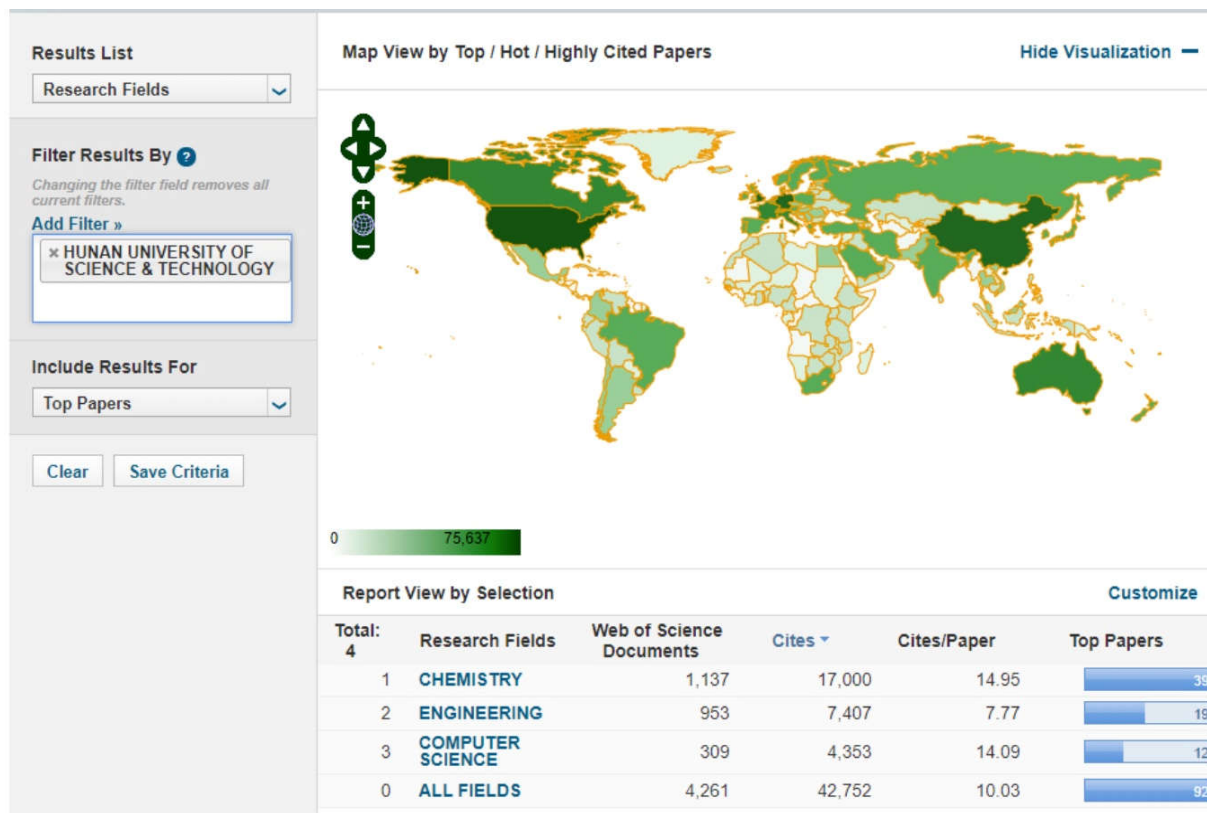 Results List
Research Fields
Filter Results By ?
Changing the filter field removes all
current filters.
Add Filter »
× HUNAN UNIVERSITY OF
SCIENCE & TECHNOLOGY
Include Results For
Top Papers
Clear Save Criteria
Map View by Top / Hot / Highly Cited Papers Hide Visualization —
+
−
0 75,637
Report View by Selection Customize
Total: 4 Research Fields Web of Science Documents Cites Cites/Paper Top Papers
1 CHEMISTRY 1,137 17,000 14.95 39
2 ENGINEERING 953 7,407 7.77 19
3 COMPUTER SCIENCE 309 4,353 14.09 12
0 ALL FIELDS 4,261 42,752 10.03 92